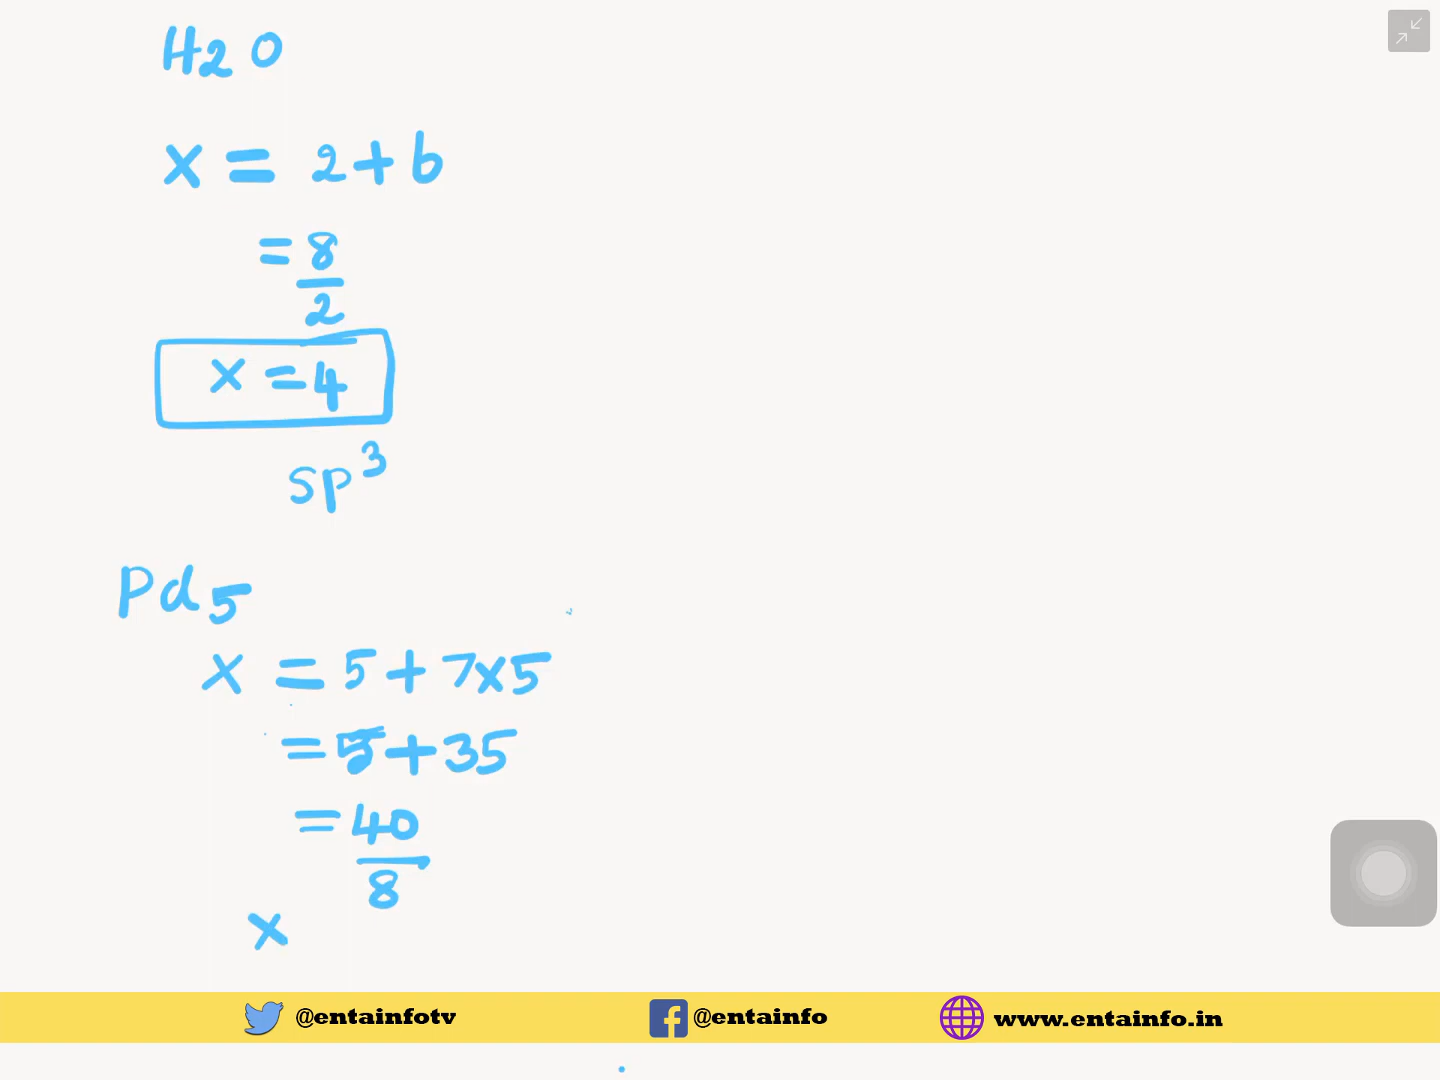 H2O
x = 2+6
= 8
2
x = 4
sp³
Pd5
x = 5+7x5
= 5+35
= 40
8
x
@entainfotv @entainfo www.entainfo.in